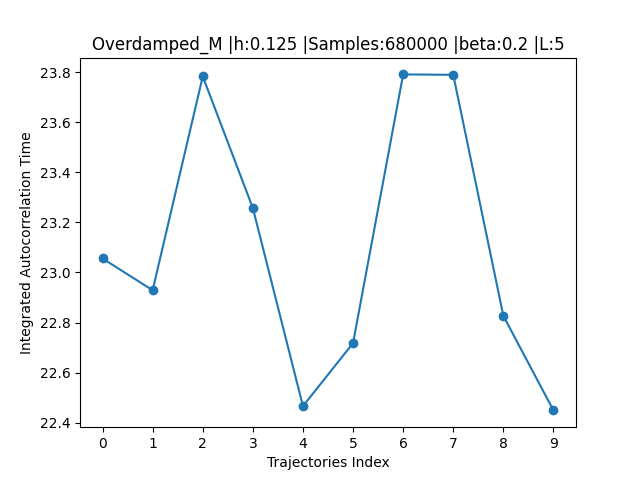 Overdamped_M |h:0.125 |Samples:680000 |beta:0.2 |L:5
23.8
23.6
23.4
23.2
23.0
22.8
22.6
22.4
Integrated Autocorrelation Time
0 1 2 3 4 5 6 7 8 9
Trajectories Index